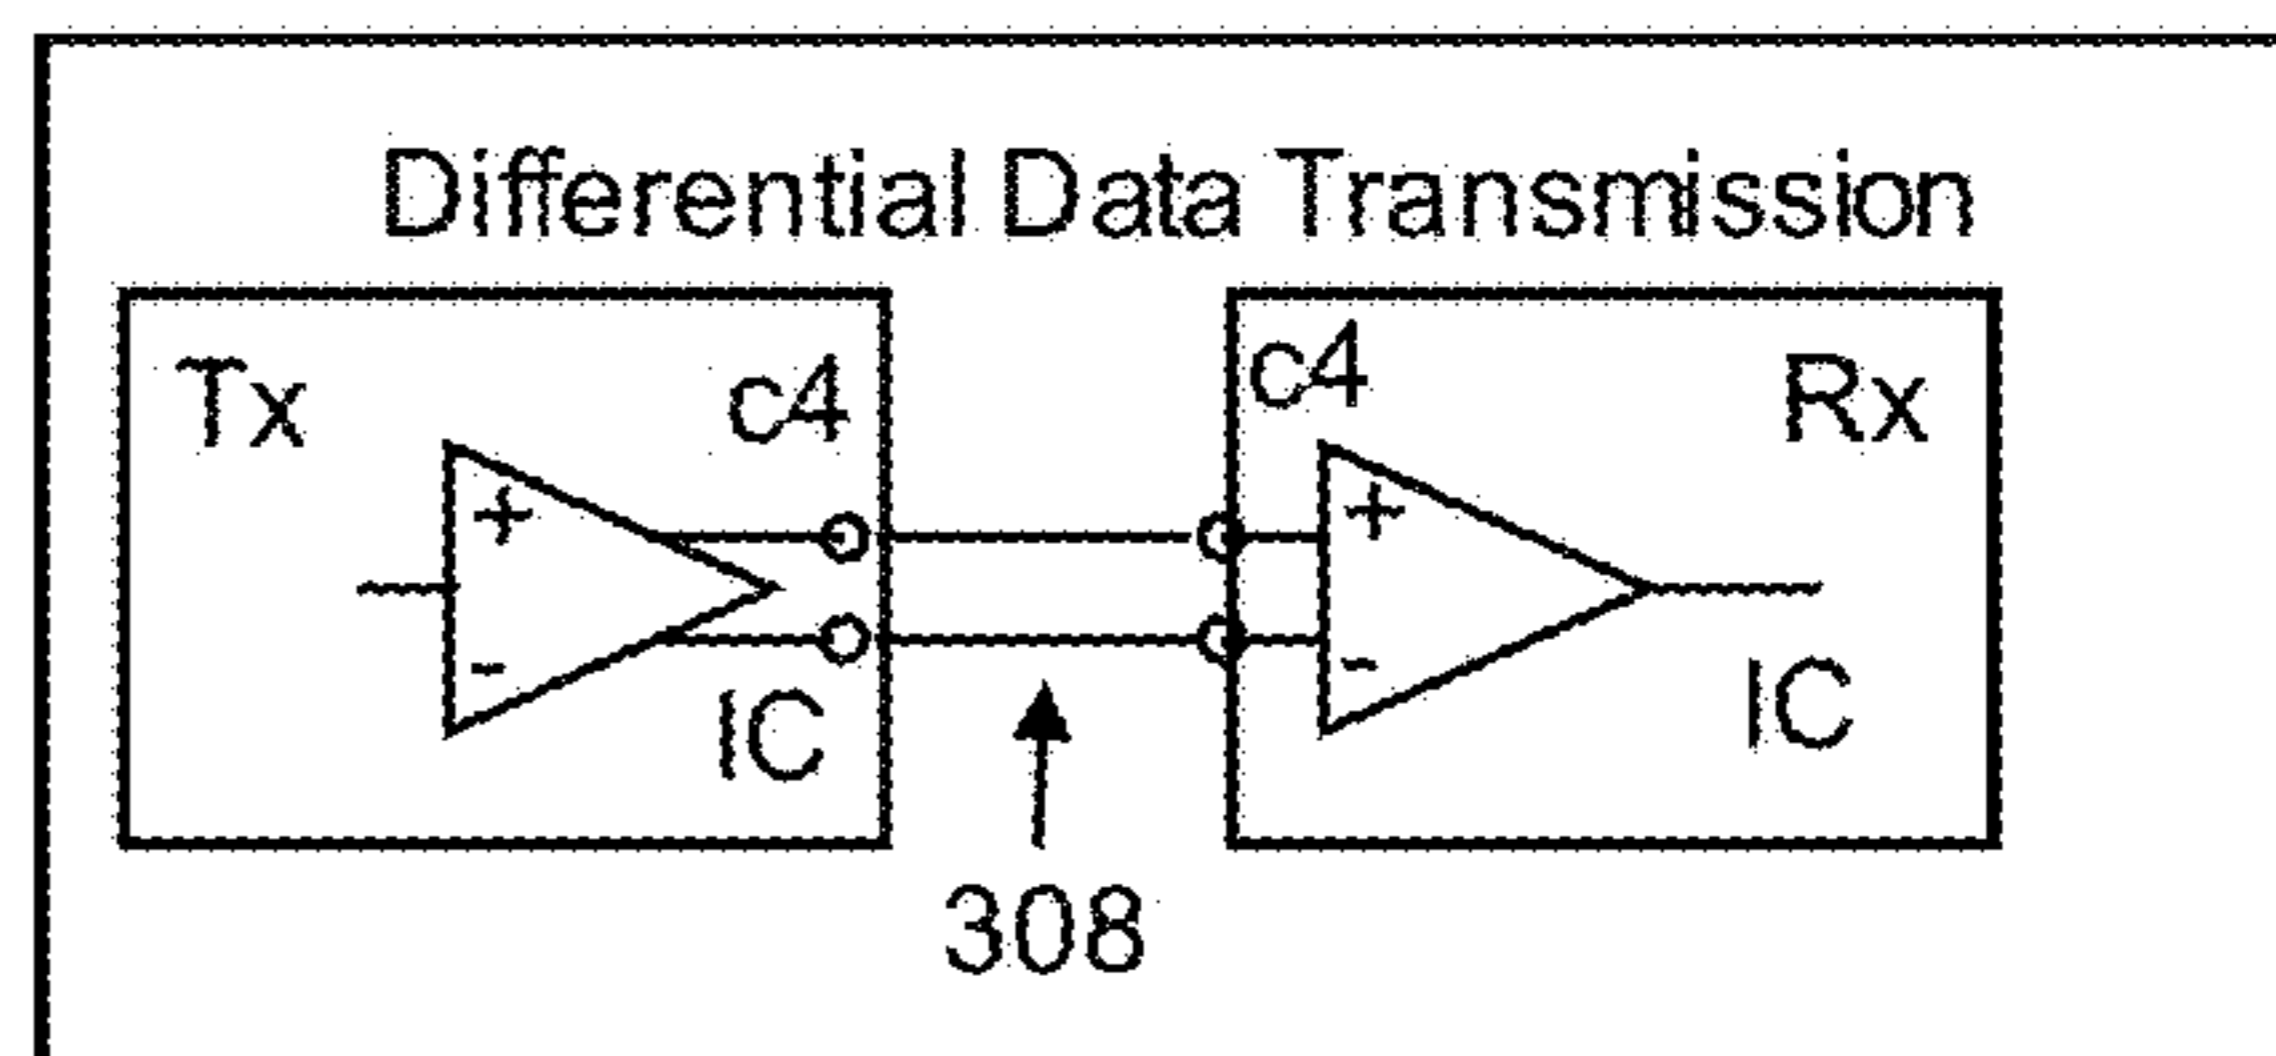 Differential Data Transmission
Tx
c4
+
-
IC
c4
Rx
+
-
IC
308